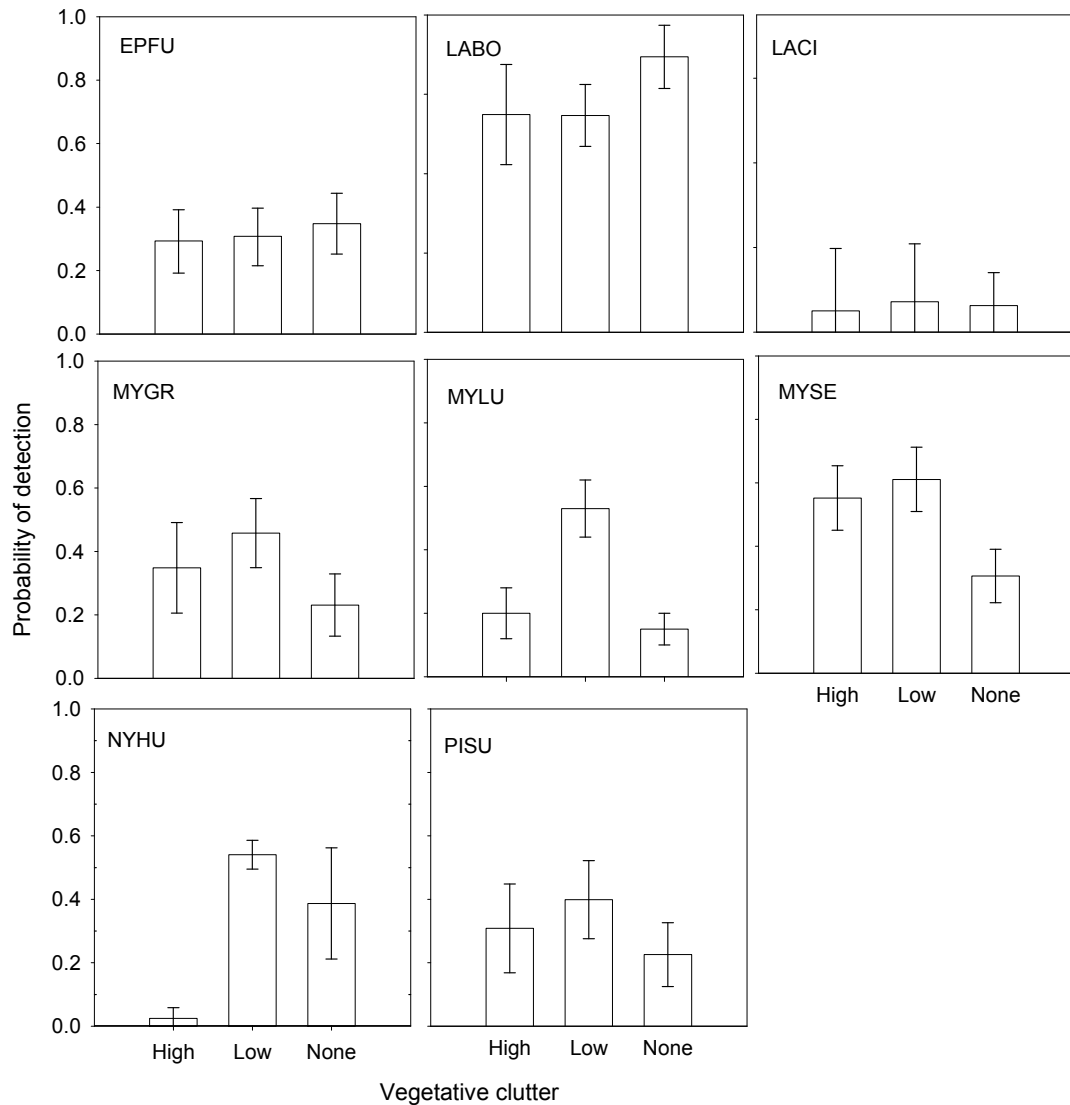 1.0
0.8
0.6
0.4
0.2
0.0
EPFU
LABO
LACI
1.0
0.8
0.6
0.4
0.2
0.0
MYGR
MYLU
MYSE
High Low None
1.0
0.8
0.6
0.4
0.2
0.0
NYHU
PISU
High Low None
High Low None
Probability of detection
Vegetative clutter